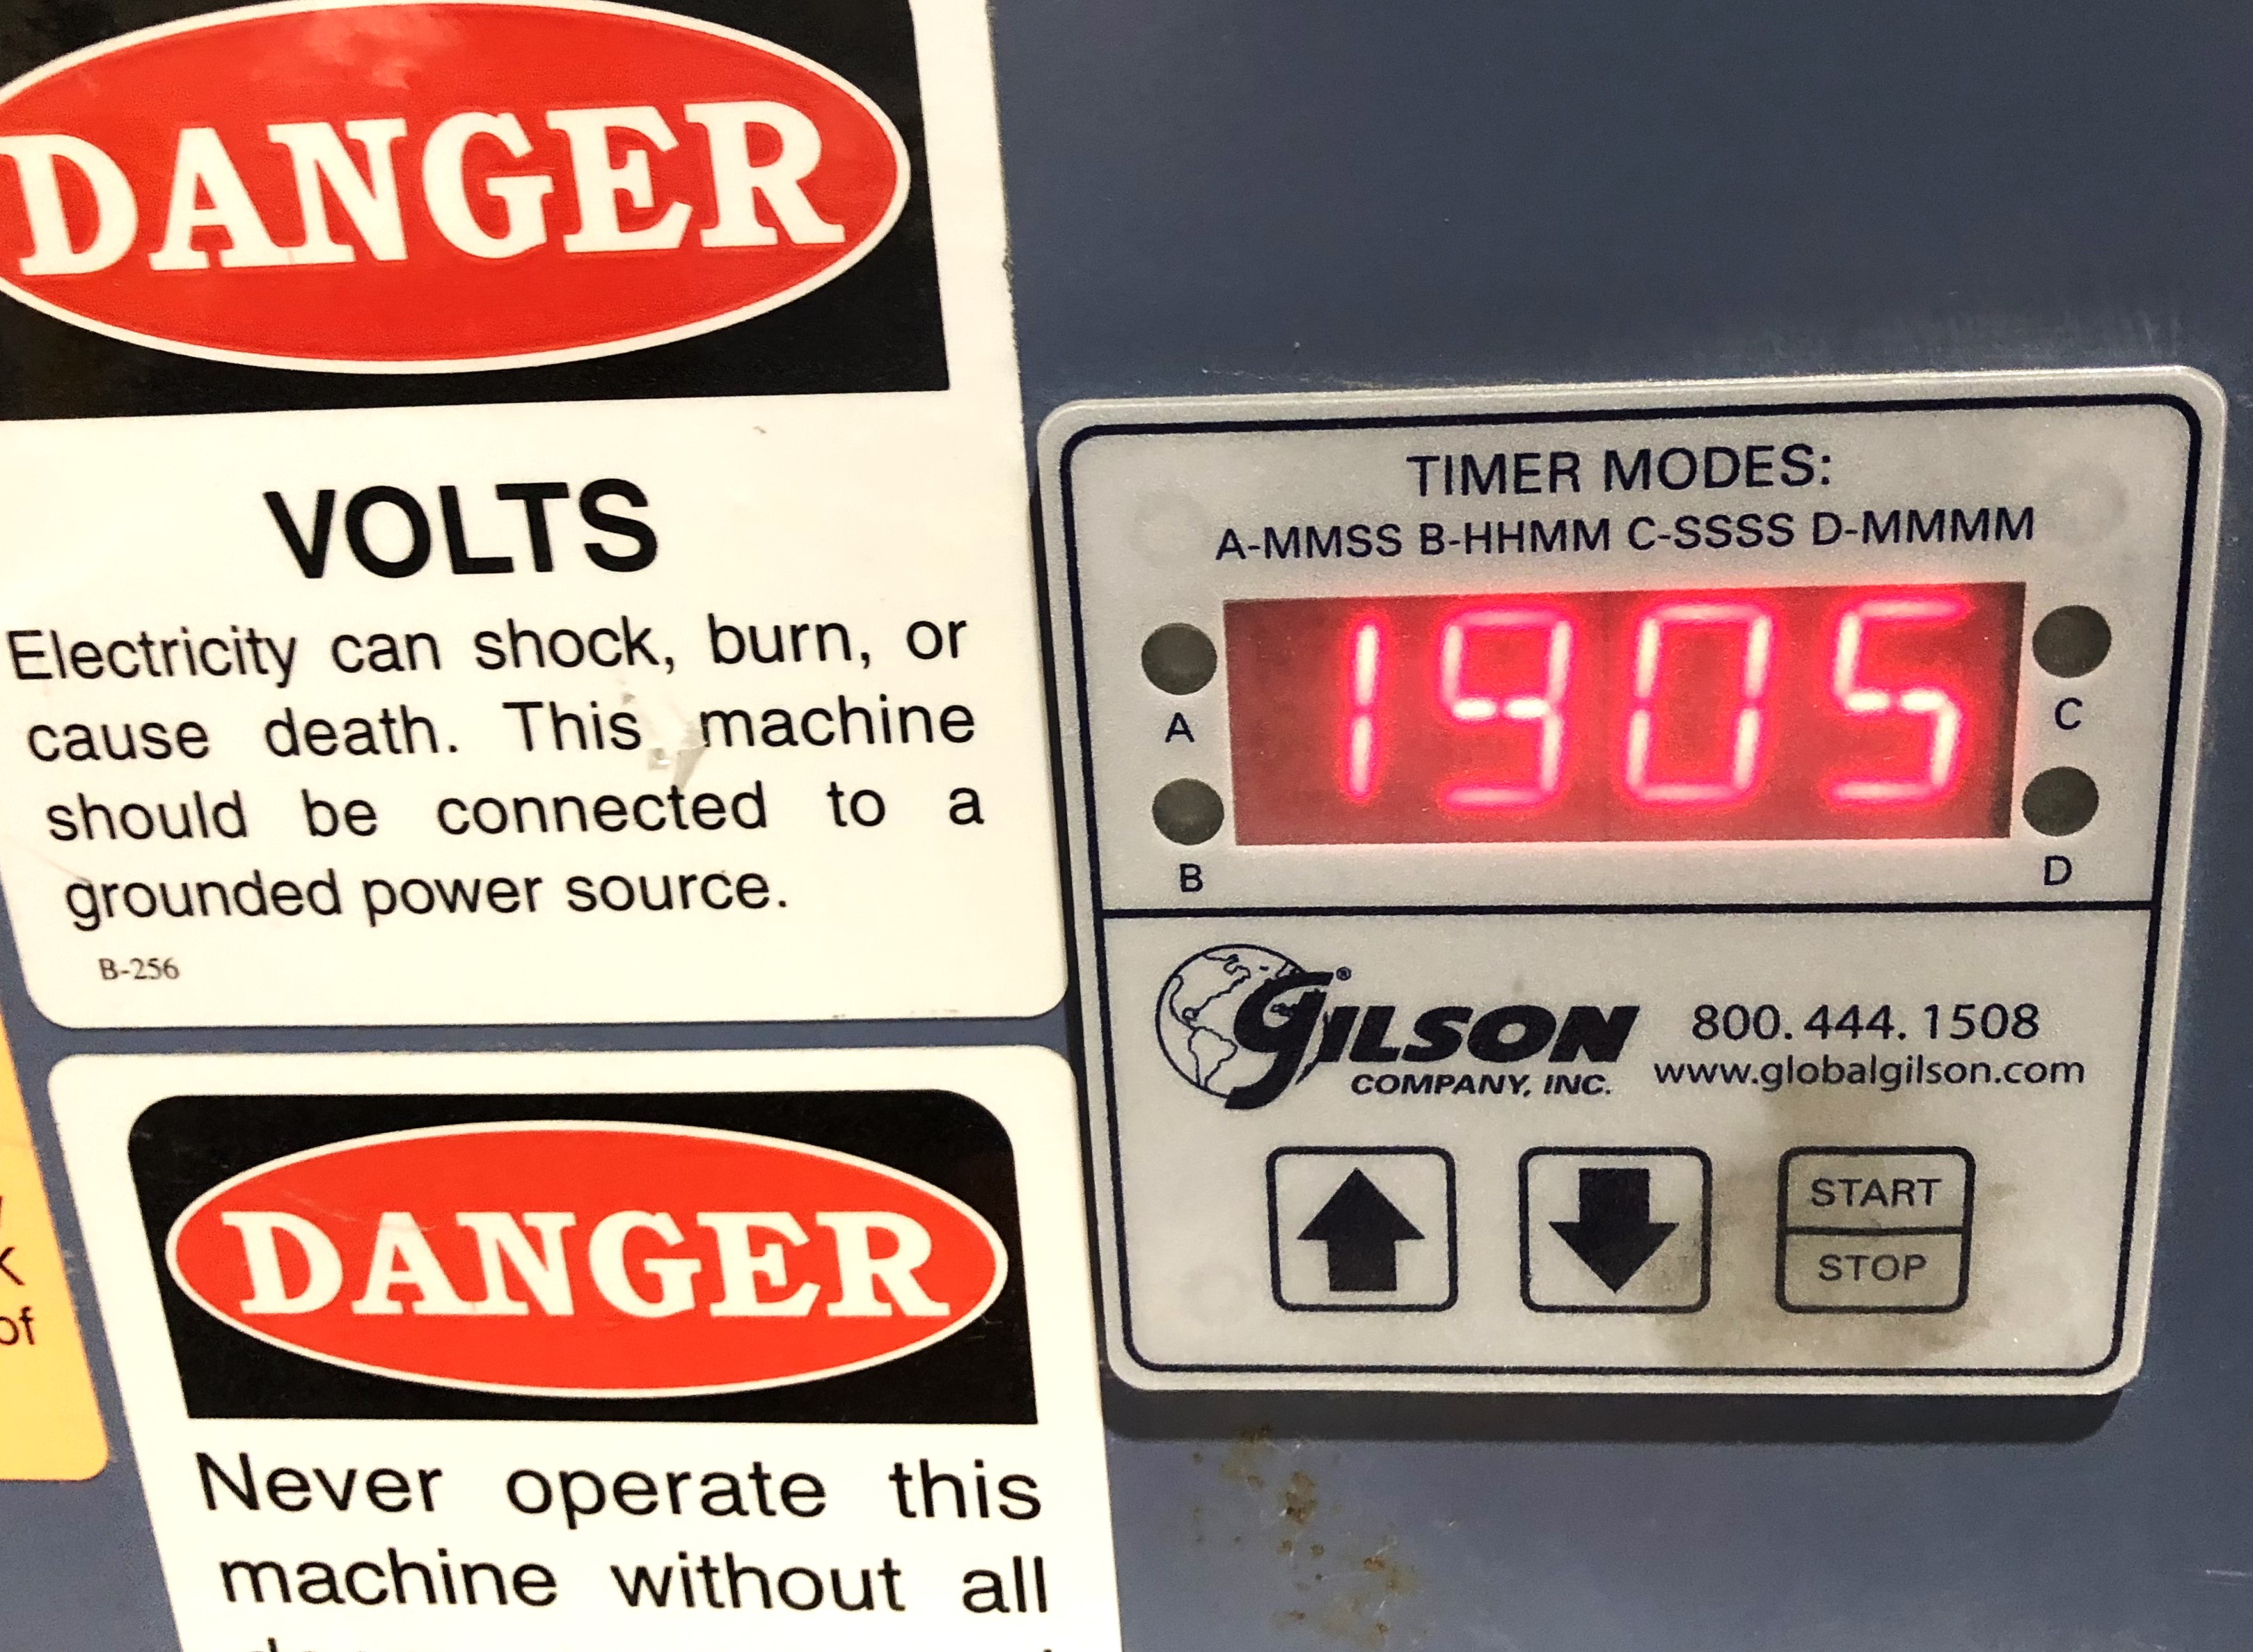 DANGER
VOLTS
Electricity can shock, burn, or
cause death. This machine
should be connected to a
grounded power source.
B-256
K
of
DANGER
Never operate this
machine without all
TIMER MODES:
A-MMSS B-HHMM C-SSSS D-MMMM
1905
A
B
C
D
GILSON®
COMPANY, INC.
800.444.1508
www.globalgilson.com
START
STOP